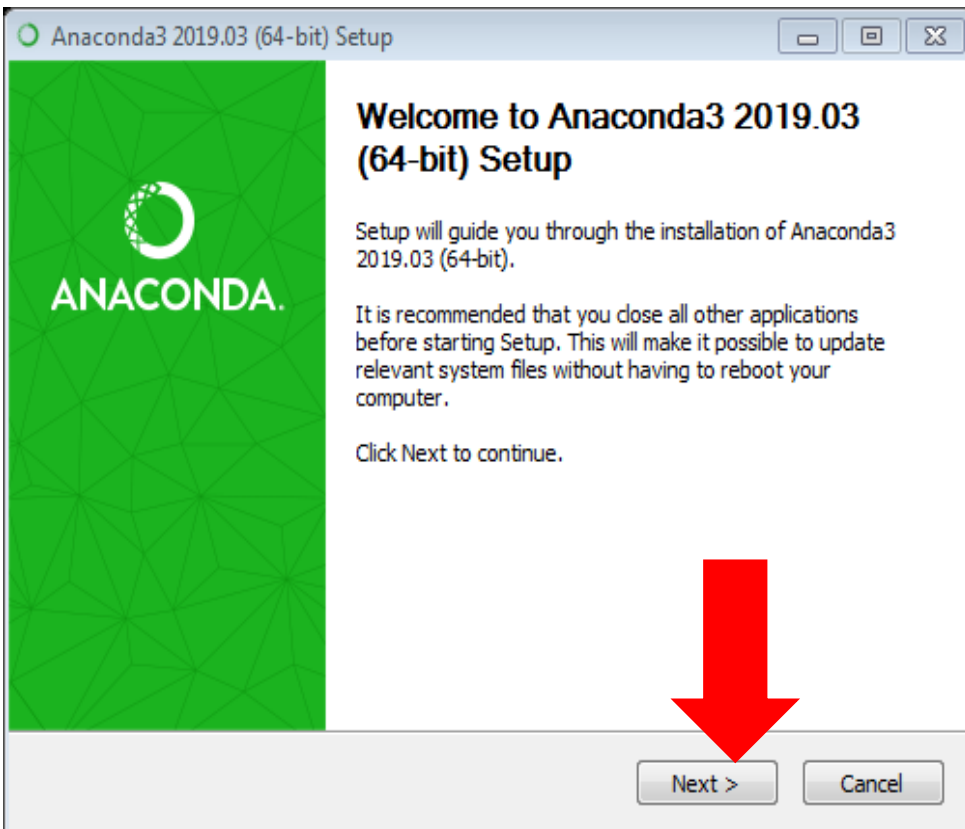 Anaconda3 2019.03 (64-bit) Setup
Welcome to Anaconda3 2019.03
(64-bit) Setup
ANACONDA.
Setup will guide you through the installation of Anaconda3
2019.03 (64-bit).
It is recommended that you close all other applications
before starting Setup. This will make it possible to update
relevant system files without having to reboot your
computer.
Click Next to continue.
Next >
Cancel